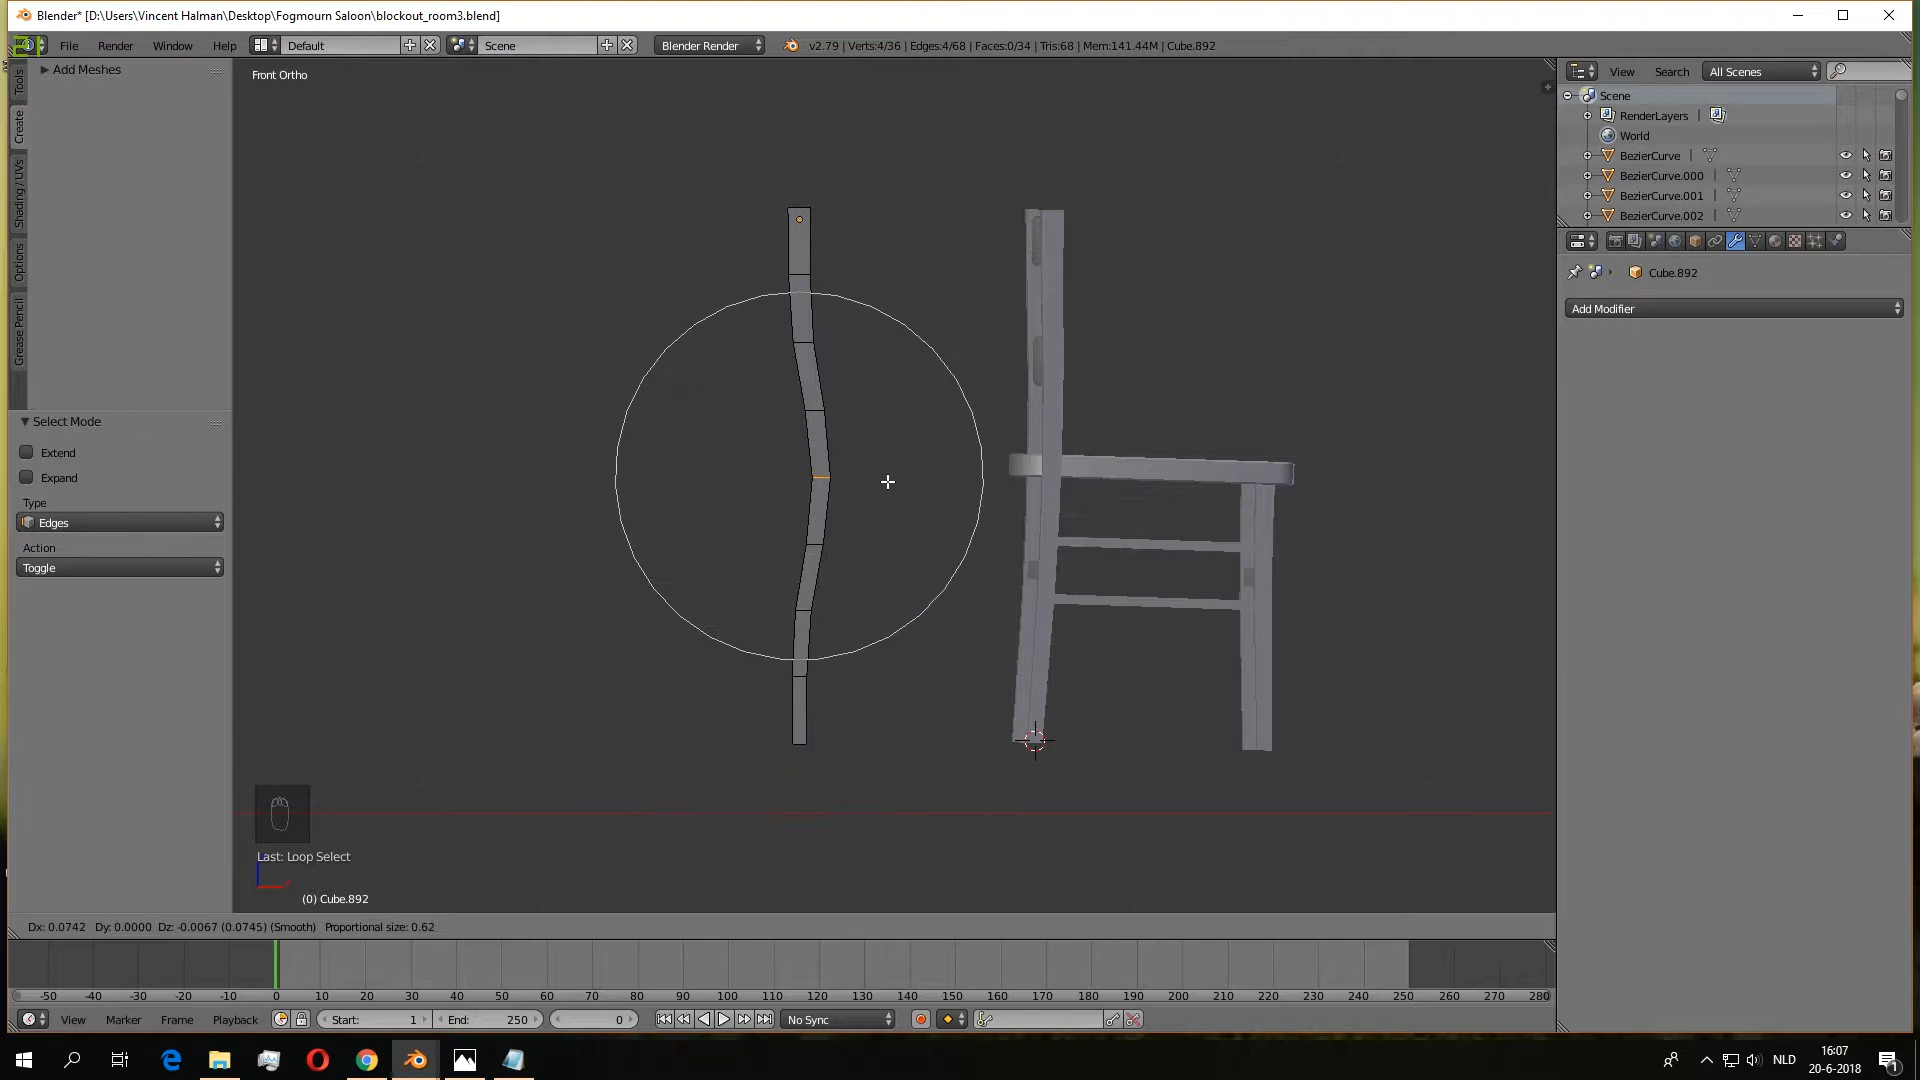 Blender* [D:\Users\Vincent Halman\Desktop\Fogmourn Saloon\blockout_room3.blend]
File Render Window Help Default Scene Blender Render v2.79 | Verts:4/36 | Edges:4/68 | Faces:0/34 | Tris:68 | Mem:141.44M | Cube.892
Add Meshes
Front Ortho
View Search All Scenes
Scene
RenderLayers
World
BezierCurve
BezierCurve.000
BezierCurve.001
BezierCurve.002
Cube.892
Add Modifier
Tools
Create
Shading / UVs
Options
Grease Pencil
Select Mode
Extend
Expand
Type
Edges
Action
Toggle
Last: Loop Select
(0) Cube.892
Dx: 0.0742 Dy: 0.0000 Dz: -0.0067 (0.0745) (Smooth) Proportional size: 0.62
-50 -40 -30 -20 -10 0 10 20 30 40 50 60 70 80 90 100 110 120 130 140 150 160 170 180 190 200 210 220 230 240 250 260 270 280
View Marker Frame Playback Start: 1 End: 250 0 No Sync
NLD
16:07
20-6-2018
1